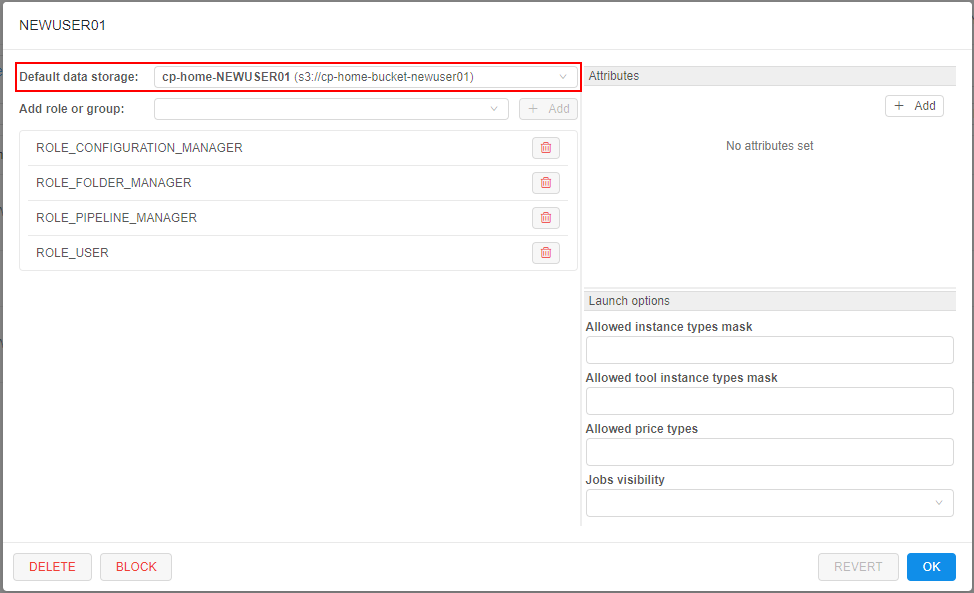 NEWUSER01
Default data storage: cp-home-NEWUSER01 (s3://cp-home-bucket-newuser01)
Add role or group: + Add
ROLE_CONFIGURATION_MANAGER
ROLE_FOLDER_MANAGER
ROLE_PIPELINE_MANAGER
ROLE_USER
Attributes
+ Add
No attributes set
Launch options
Allowed instance types mask
Allowed tool instance types mask
Allowed price types
Jobs visibility
DELETE BLOCK REVERT OK